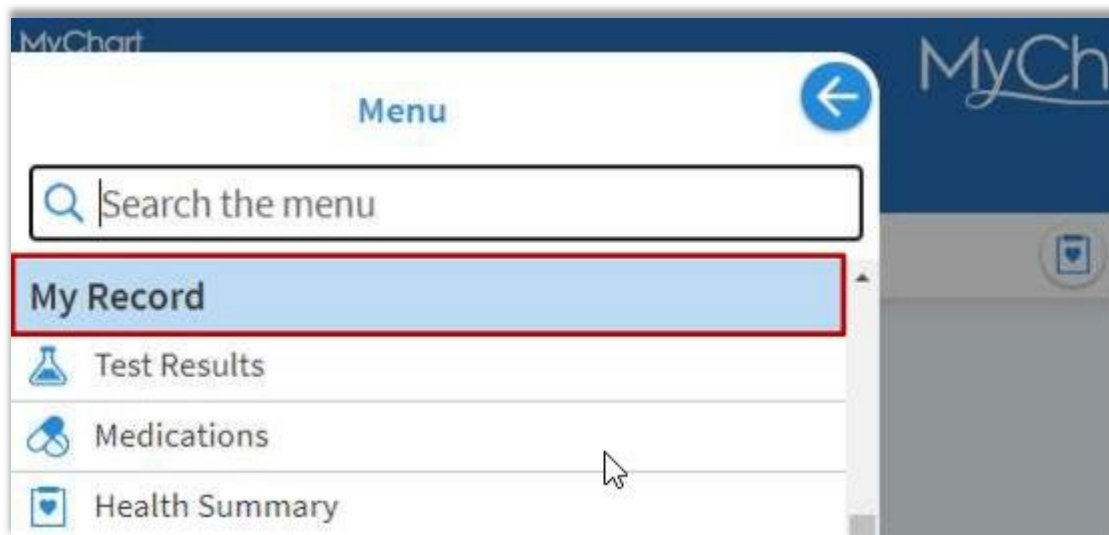 MyChart
MyCh
Menu
Search the menu
My Record
Test Results
Medications
Health Summary